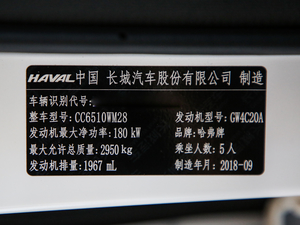 HAVAL 中国 长城汽车股份有限公司 制造
车辆识别代号:
整车型号: CC6510WM28 发动机型号: GW4C20A
发动机最大净功率: 180 kW 品牌: 哈弗牌
最大允许总质量: 2950 kg 乘坐人数: 5 人
发动机排量: 1967 mL 制造年月: 2018-09